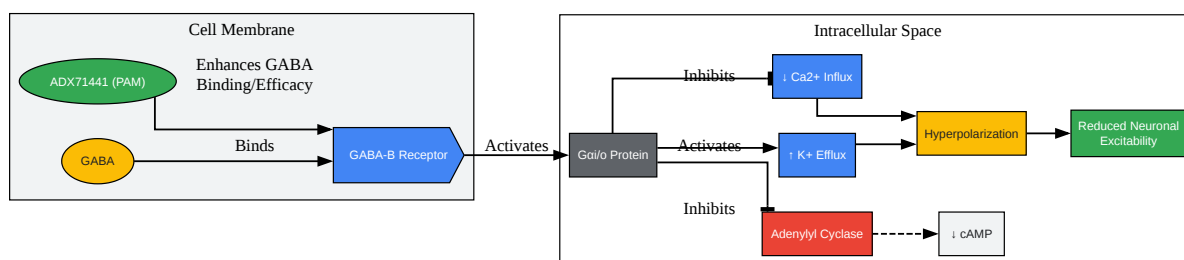 Cell Membrane
ADX71441 (PAM)
Enhances GABA
Binding/Efficacy
GABA
Binds
GABA-B Receptor
Activates
Intracellular Space
Gαi/o Protein
Inhibits
↓ Ca2+ Influx
Activates
↑ K+ Efflux
Hyperpolarization
Reduced Neuronal
Excitability
Inhibits
Adenylyl Cyclase
↓ cAMP